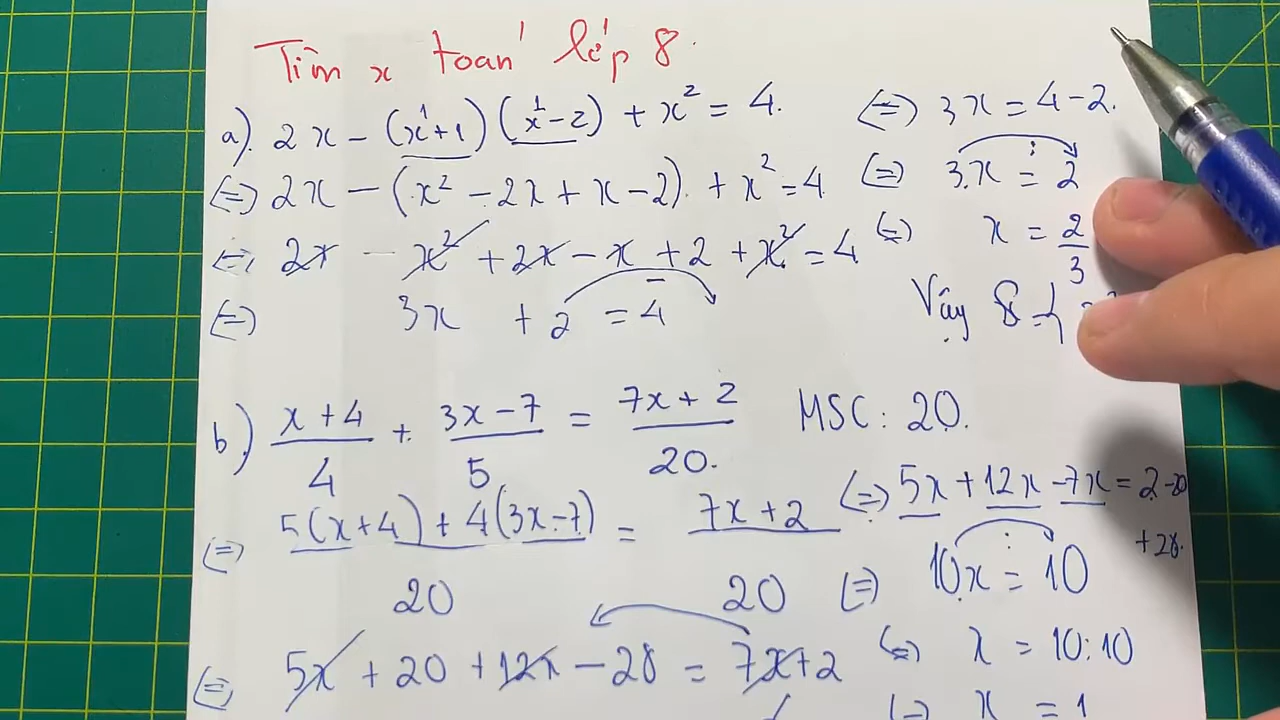 Tìm x toán lớp 8.
a). 2x - (x+1)(x-2) + x² = 4.
(=) 2x - (x² - 2x + x - 2) + x² = 4
(=) 2x - x² + 2x - x + 2 + x² = 4
(=) 3x + 2 = 4
(=) 3x = 4 - 2.
(=) 3.x = 2
(=) x = 2/3
Vậy S = {
b) (x+4)/4 + (3x-7)/5 = (7x+2)/20. MSC: 20.
(=) (5(x+4) + 4(3x-7))/20 = (7x+2)/20
(=) 5x + 20 + 12x - 28 = 7x + 2
(=) 5x + 12x - 7x = 2 - 20
+ 28.
(=) 10x = 10
(=) x = 10:10
(=) x = 1